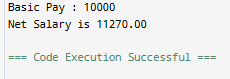 Basic Pay : 10000
Net Salary is 11270.00
=== Code Execution Successful ===